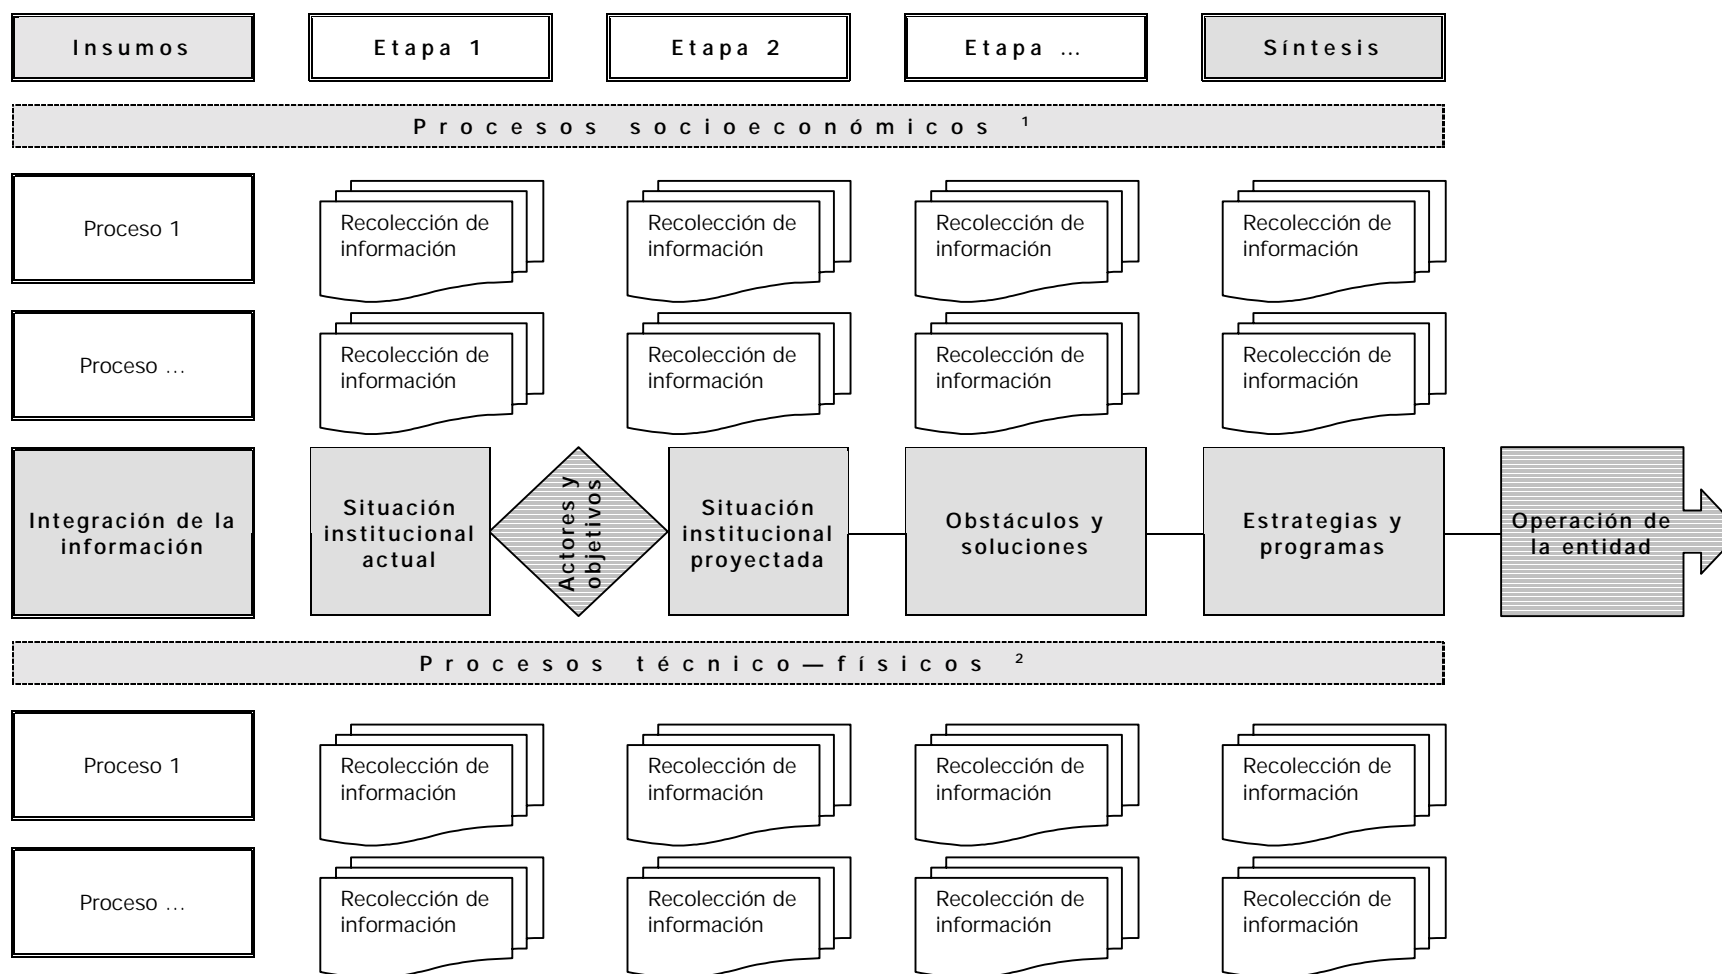 Insumos
Etapa 1
Etapa 2
Etapa ...
Síntesis
Procesos socioeconómicos ¹
Proceso 1
Recolección de
información
Recolección de
información
Recolección de
información
Recolección de
información
Proceso ...
Recolección de
información
Recolección de
información
Recolección de
información
Recolección de
información
Integración de la
información
Situación
institucional
actual
Actores y
objetivos
Situación
institucional
proyectada
Obstáculos y
soluciones
Estrategias y
programas
Operación de
la entidad
Procesos técnico—físicos ²
Proceso 1
Recolección de
información
Recolección de
información
Recolección de
información
Recolección de
información
Proceso ...
Recolección de
información
Recolección de
información
Recolección de
información
Recolección de
información